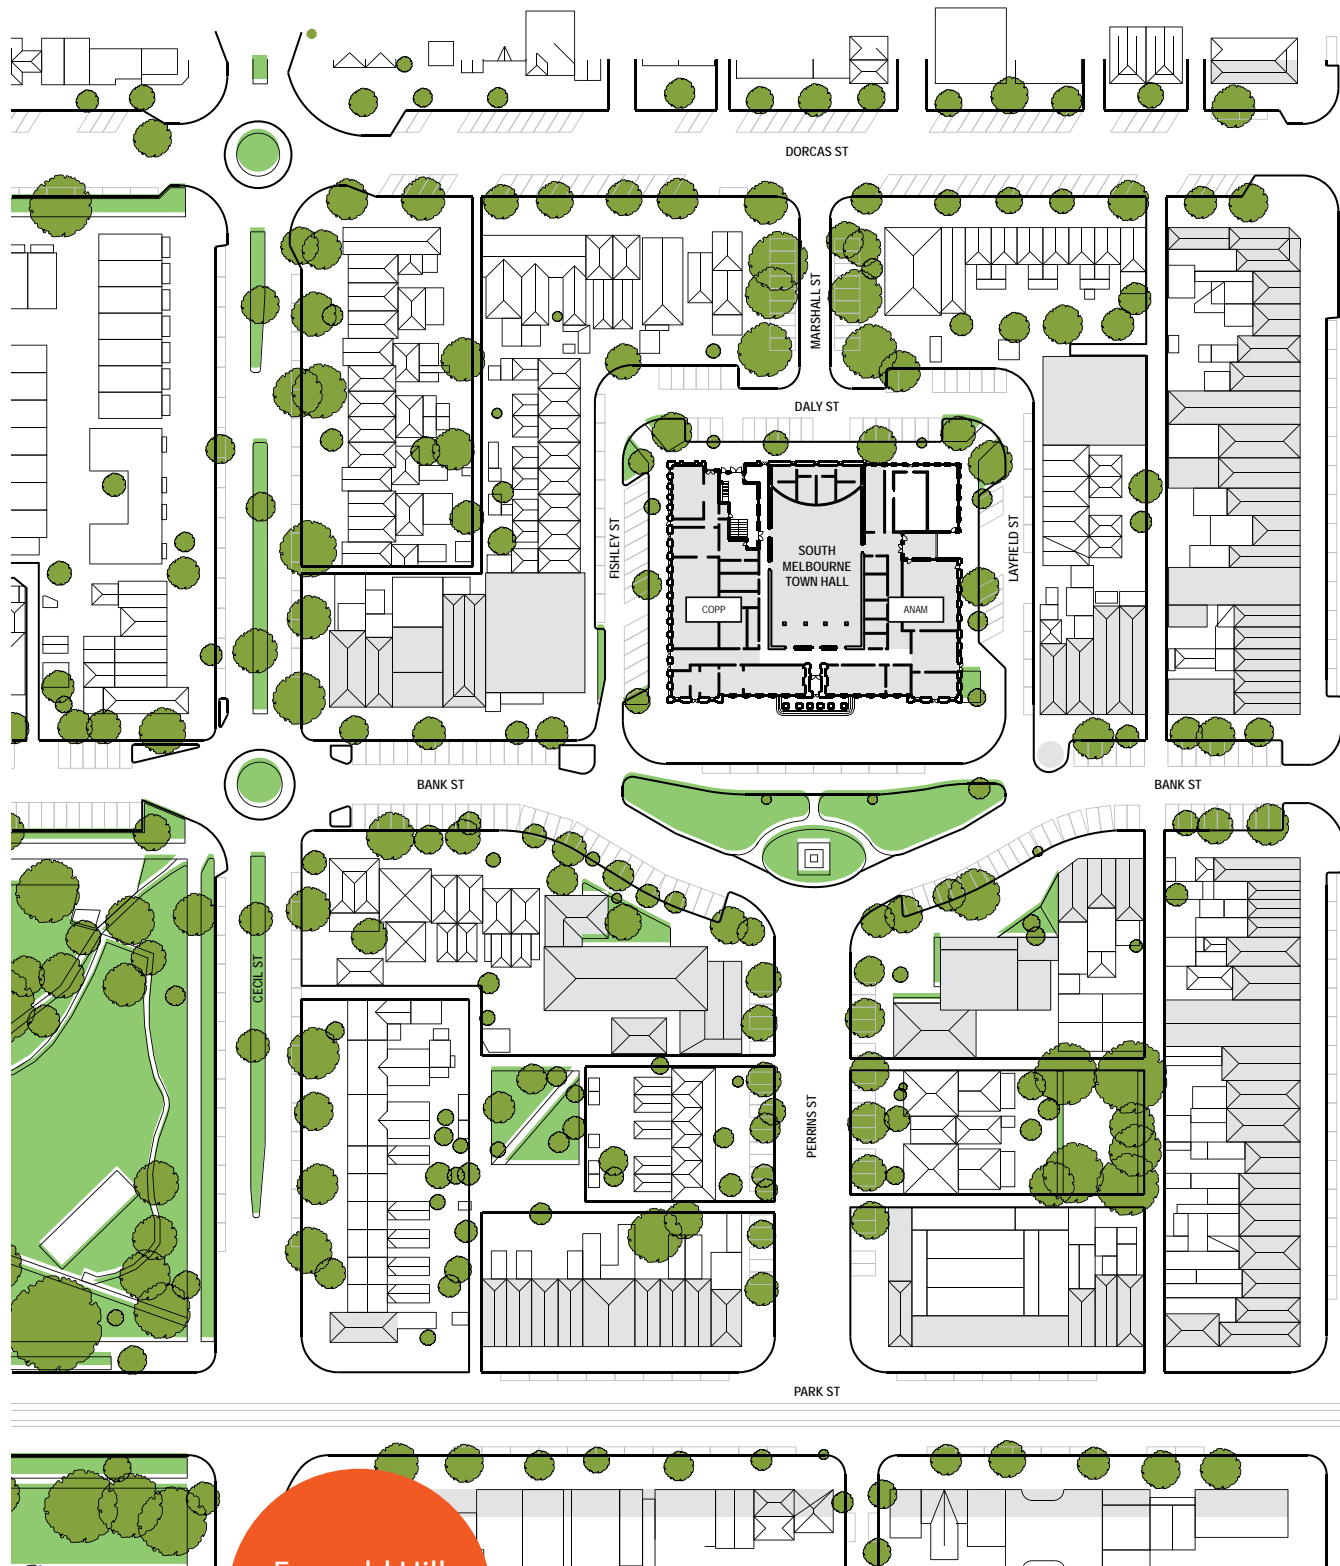 DORCAS ST
MARSHALL ST
DALY ST
FISHLEY ST
LAYFIELD ST
SOUTH
MELBOURNE
TOWN HALL
COPP
ANAM
BANK ST
BANK ST
CECIL ST
PERRINS ST
PARK ST